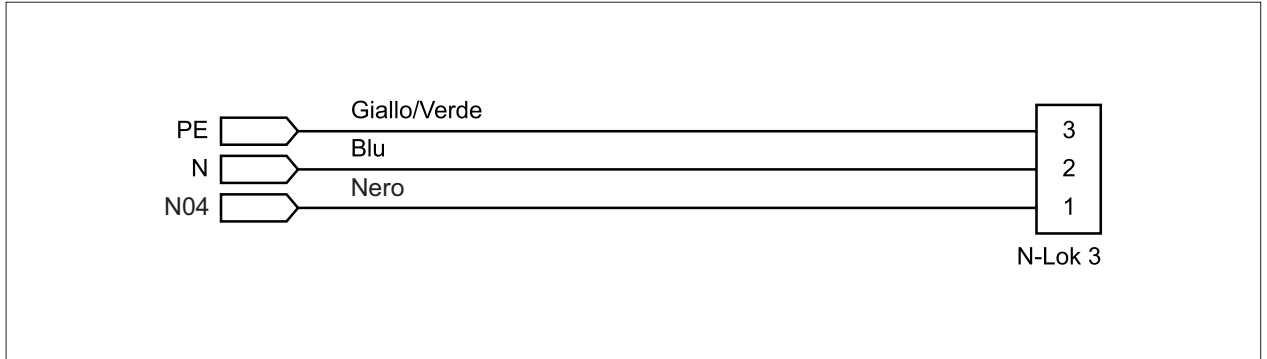 Giallo/Verde
PE 3
Blu
N 2
Nero
N04 1
N-Lok 3